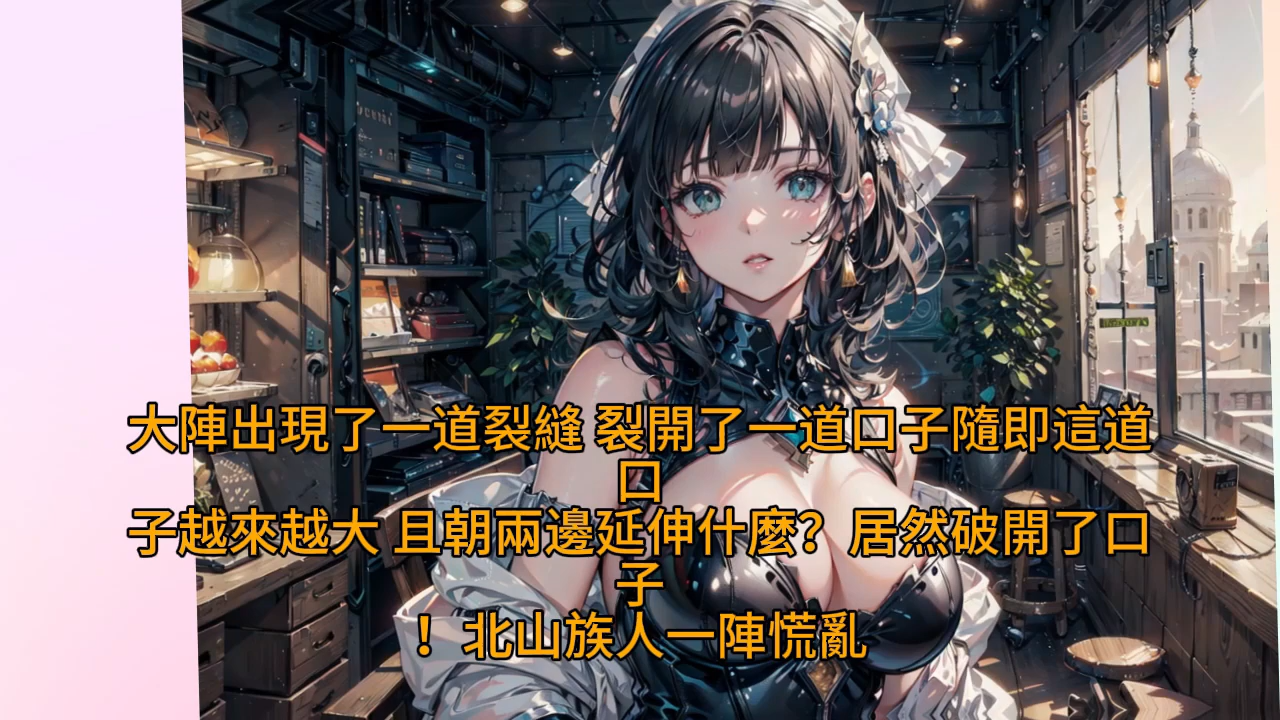 大陣出現了一道裂縫 裂開了一道口子隨即這道
口
子越來越大 且朝兩邊延伸什麼？居然破開了口
子
！北山族人一陣慌亂